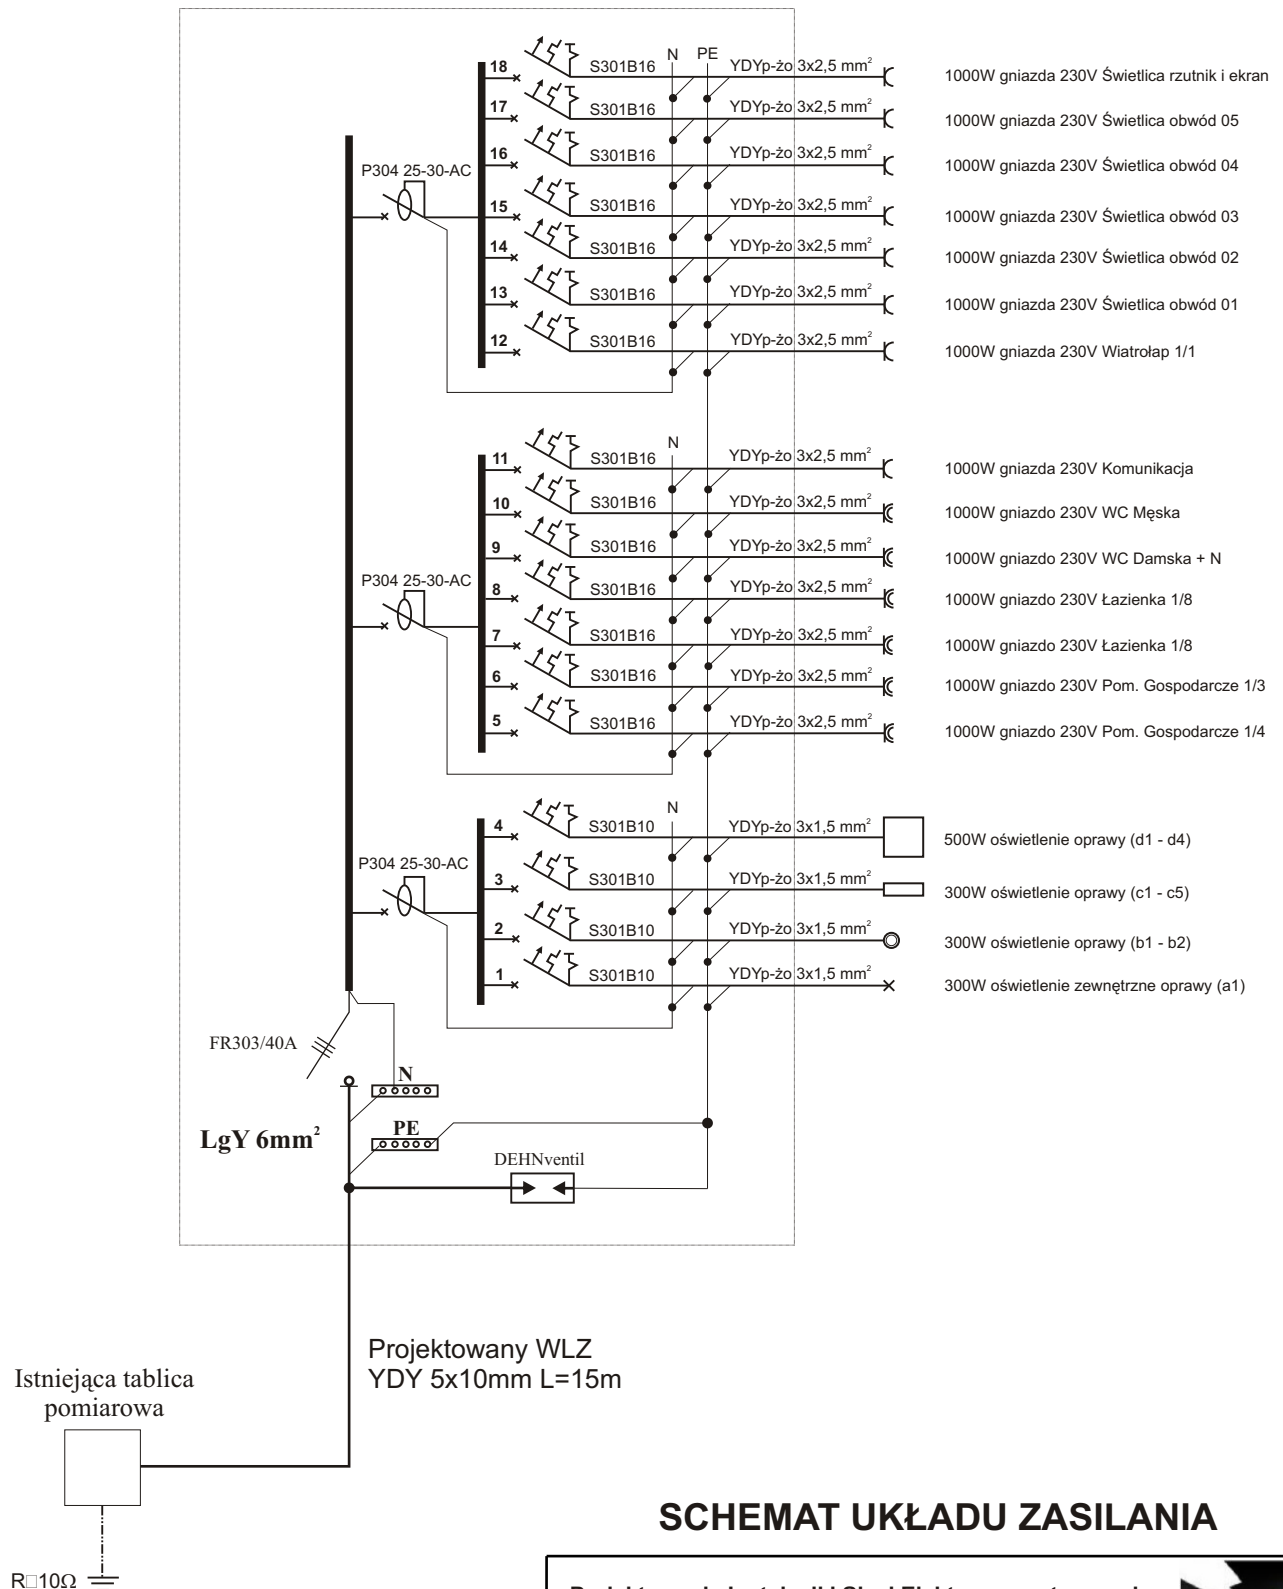 N PE
18 S301B16 YDYp-żo 3x2,5 mm² 1000W gniazda 230V Świetlica rzutnik i ekran
17 S301B16 YDYp-żo 3x2,5 mm² 1000W gniazda 230V Świetlica obwód 05
16 S301B16 YDYp-żo 3x2,5 mm² 1000W gniazda 230V Świetlica obwód 04
P304 25-30-AC
15 S301B16 YDYp-żo 3x2,5 mm² 1000W gniazda 230V Świetlica obwód 03
14 S301B16 YDYp-żo 3x2,5 mm² 1000W gniazda 230V Świetlica obwód 02
13 S301B16 YDYp-żo 3x2,5 mm² 1000W gniazda 230V Świetlica obwód 01
12 S301B16 YDYp-żo 3x2,5 mm² 1000W gniazda 230V Wiatrołap 1/1
N
11 S301B16 YDYp-żo 3x2,5 mm² 1000W gniazda 230V Komunikacja
10 S301B16 YDYp-żo 3x2,5 mm² 1000W gniazdo 230V WC Męska
9 S301B16 YDYp-żo 3x2,5 mm² 1000W gniazdo 230V WC Damska + N
P304 25-30-AC
8 S301B16 YDYp-żo 3x2,5 mm² 1000W gniazdo 230V Łazienka 1/8
7 S301B16 YDYp-żo 3x2,5 mm² 1000W gniazdo 230V Łazienka 1/8
6 S301B16 YDYp-żo 3x2,5 mm² 1000W gniazdo 230V Pom. Gospodarcze 1/3
5 S301B16 YDYp-żo 3x2,5 mm² 1000W gniazdo 230V Pom. Gospodarcze 1/4
N
4 S301B10 YDYp-żo 3x1,5 mm² 500W oświetlenie oprawy (d1 - d4)
P304 25-30-AC
3 S301B10 YDYp-żo 3x1,5 mm² 300W oświetlenie oprawy (c1 - c5)
2 S301B10 YDYp-żo 3x1,5 mm² 300W oświetlenie oprawy (b1 - b2)
1 S301B10 YDYp-żo 3x1,5 mm² 300W oświetlenie zewnętrzne oprawy (a1)
FR303/40A
N
LgY 6mm²
PE
DEHNventil
Projektowany WLZ
YDY 5x10mm L=15m
Istniejąca tablica
pomiarowa
SCHEMAT UKŁADU ZASILANIA
R□10Ω